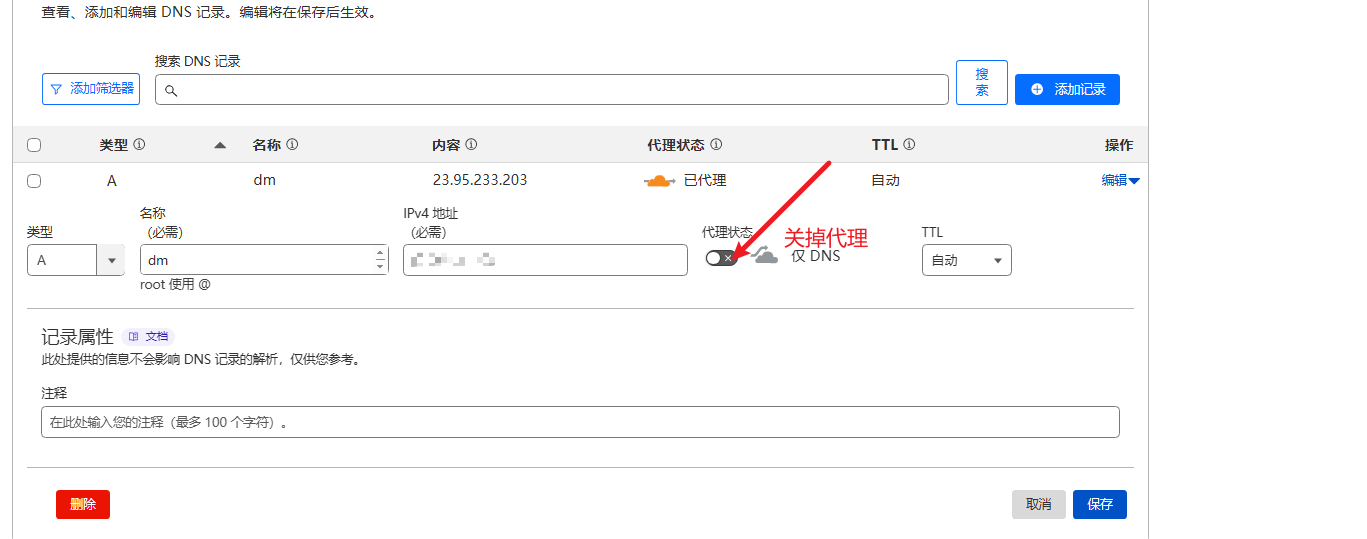 查看、添加和编辑 DNS 记录。编辑将在保存后生效。
搜索 DNS 记录
添加筛选器
搜
索
添加记录
类型 名称 内容 代理状态 TTL 操作
A dm 23.95.233.203 已代理 自动 编辑
类型
名称
（必需）
IPv4 地址
（必需）
代理状态
关掉代理
TTL
A
dm
仅 DNS
自动
root 使用 @
记录属性 文档
此处提供的信息不会影响 DNS 记录的解析，仅供您参考。
注释
在此处输入您的注释（最多 100 个字符）。
删除
取消
保存